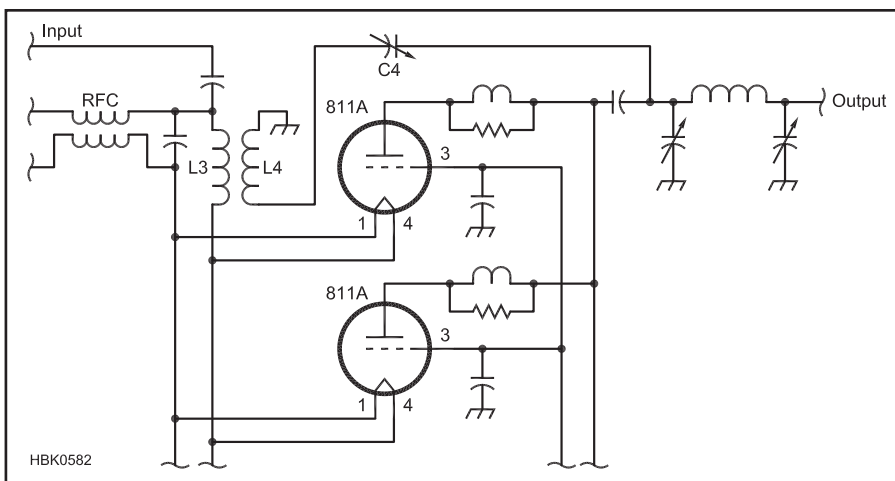 Input
C4
RFC
811A
Output
3
L3
L4
1
4
811A
3
1
4
HBK0582